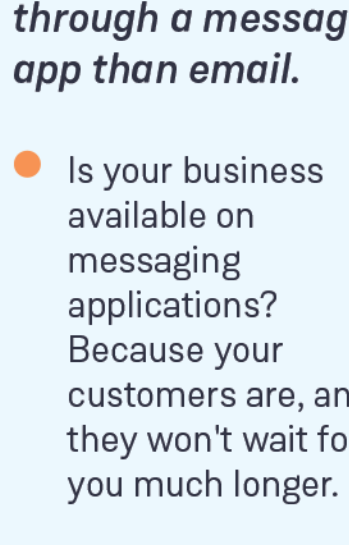 through a messag
app than email.
Is your business
available on
messaging
applications?
Because your
customers are, an
they won't wait fo
you much longer.